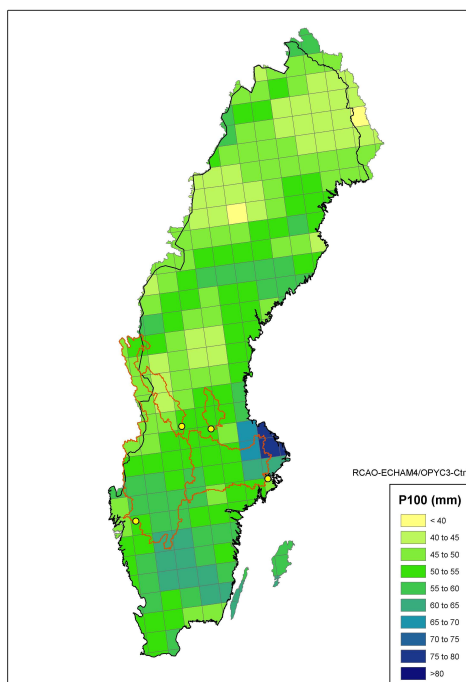 RCAO-ECHAM4/OPYC3-Ctr
P100 (mm)
< 40
40 to 45
45 to 50
50 to 55
55 to 60
60 to 65
65 to 70
70 to 75
75 to 80
>80